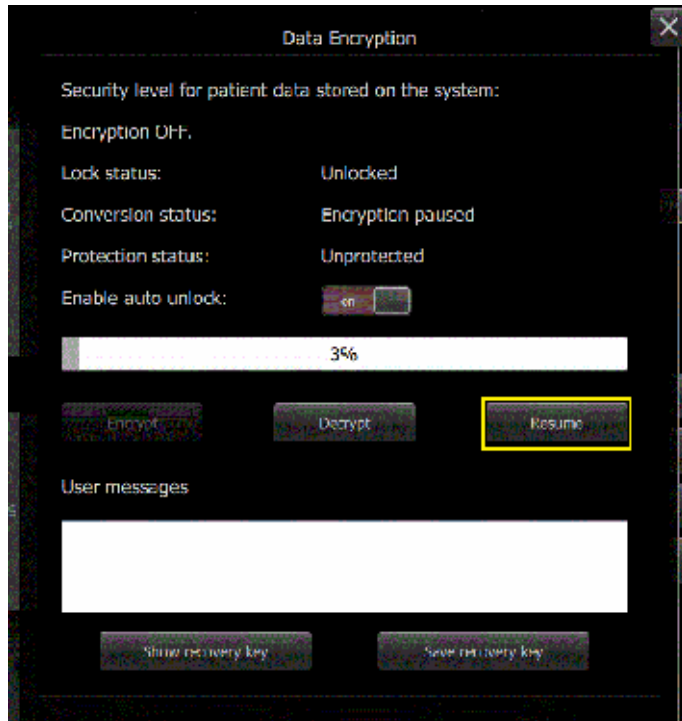 Data Encryption
Security level for patient data stored on the system:
Encryption OFF.
Lock status: Unlocked
Conversion status: Encryption paused
Protection status: Unprotected
Enable auto unlock: on
3%
Encrypt Decrypt Resume
User messages
Show recovery key Save recovery key